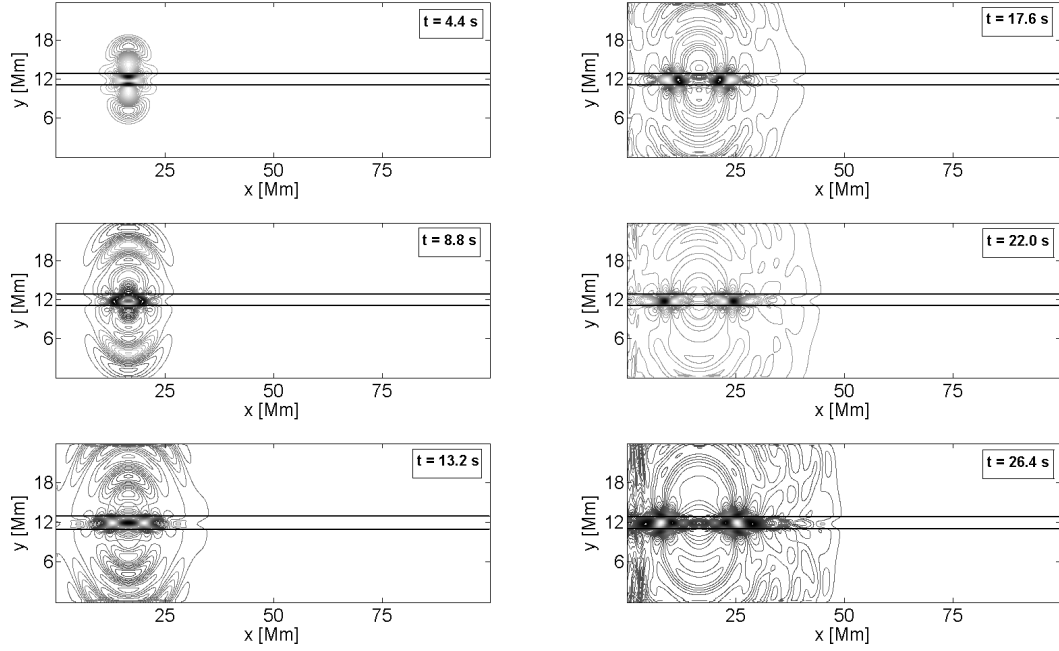 t = 4.4 s
18
12
6
y [Mm]
25 50 75
x [Mm]
t = 8.8 s
18
12
6
y [Mm]
25 50 75
x [Mm]
t = 13.2 s
18
12
6
y [Mm]
25 50 75
x [Mm]
t = 17.6 s
18
12
6
y [Mm]
25 50 75
x [Mm]
t = 22.0 s
18
12
6
y [Mm]
25 50 75
x [Mm]
t = 26.4 s
18
12
6
y [Mm]
25 50 75
x [Mm]